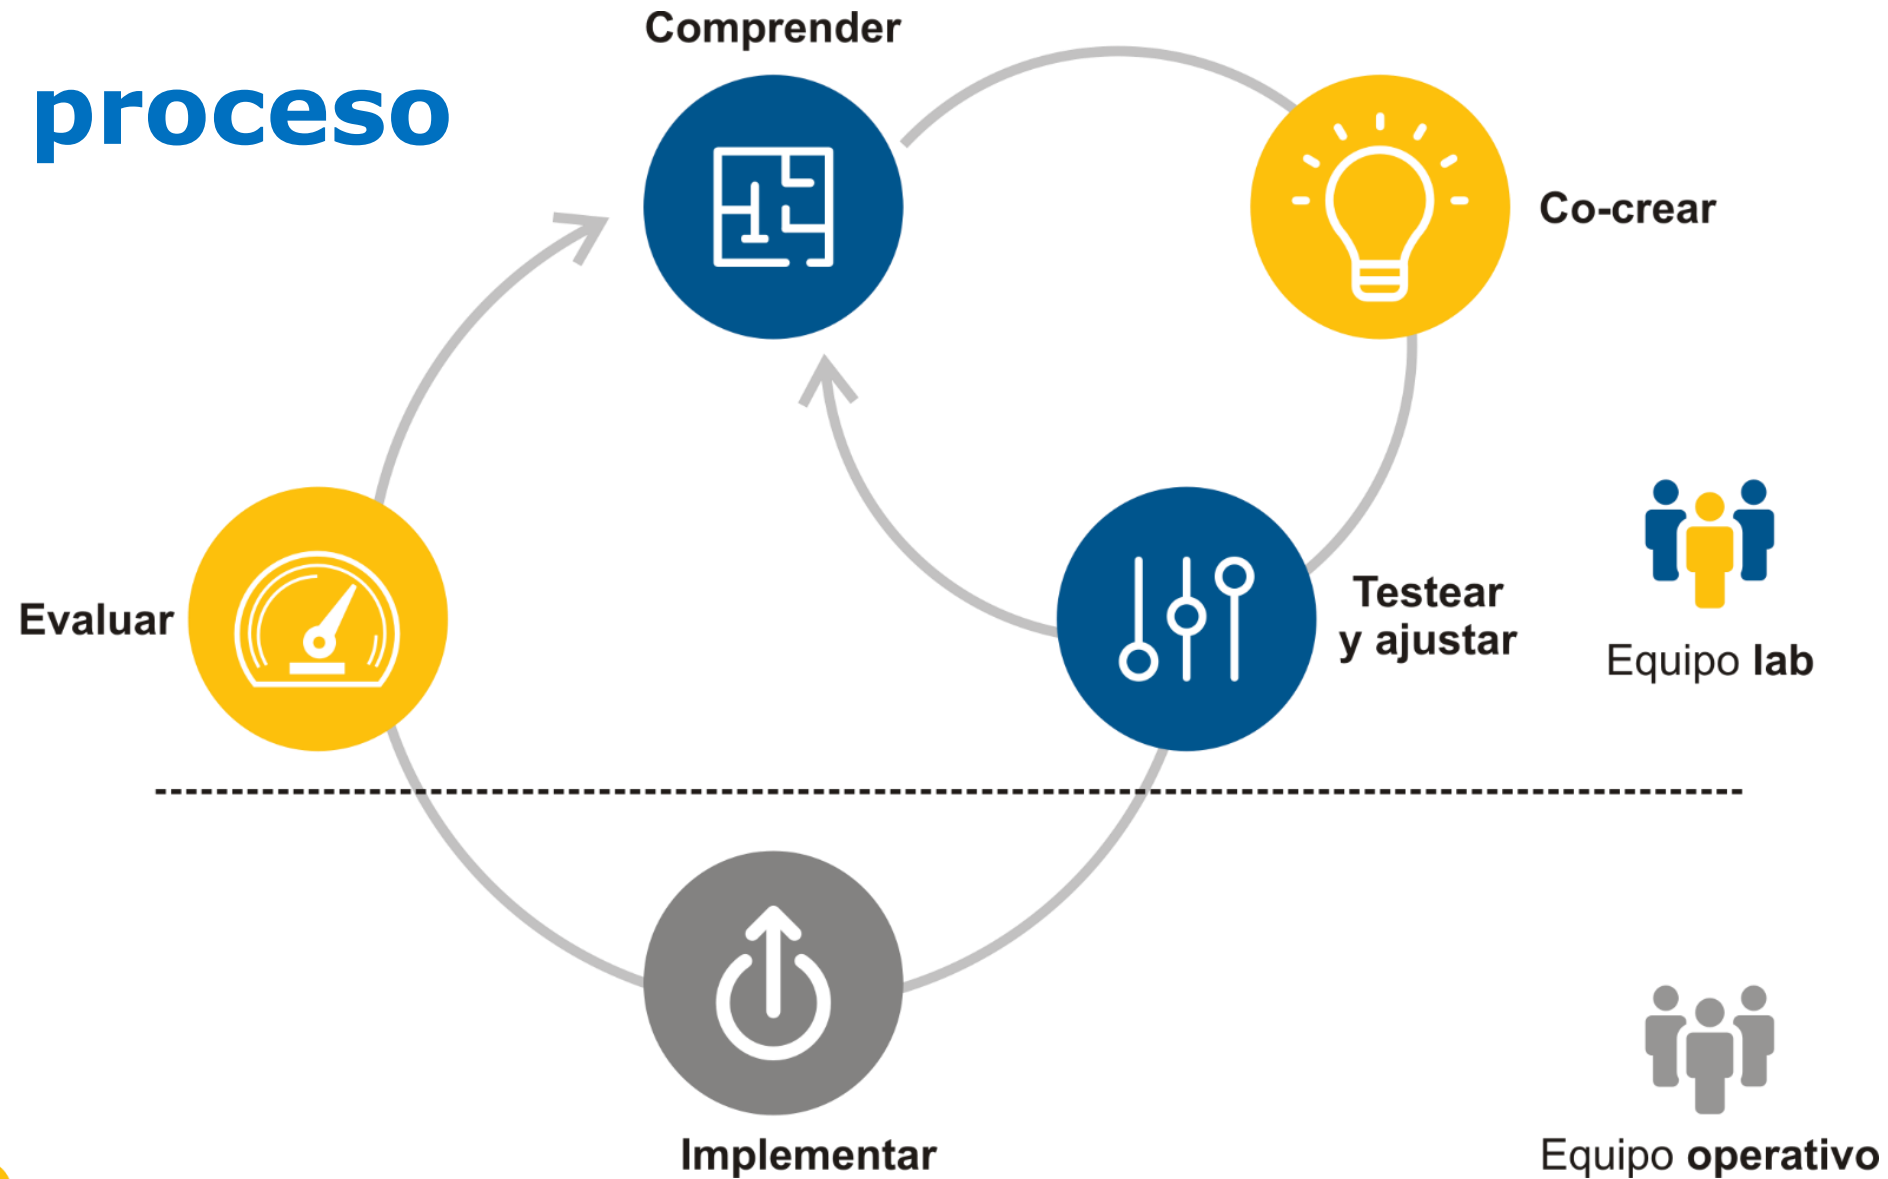 proceso
Comprender
Co-crear
Testear
y ajustar
Evaluar
Equipo lab
Implementar
Equipo operativo